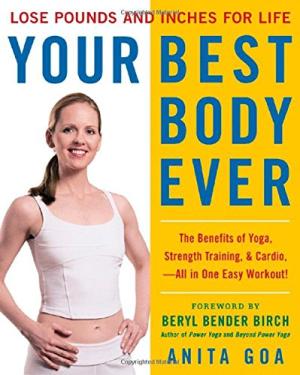 LOSE POUNDS AND INCHES FOR LIFE
YOUR BEST
BODY
EVER
The Benefits of Yoga,
Strength Training, & Cardio,
—All in One Easy Workout!
FOREWORD BY
BERYL BENDER BIRCH
Author of Power Yoga and Beyond Power Yoga
ANITA GOA